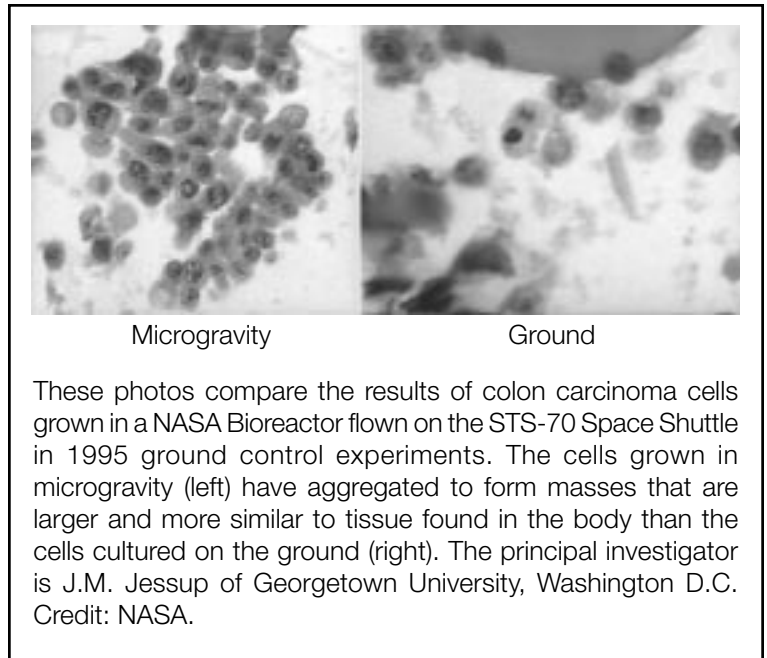 Microgravity Ground
These photos compare the results of colon carcinoma cells
grown in a NASA Bioreactor flown on the STS-70 Space Shuttle
in 1995 ground control experiments. The cells grown in
microgravity (left) have aggregated to form masses that are
larger and more similar to tissue found in the body than the
cells cultured on the ground (right). The principal investigator
is J.M. Jessup of Georgetown University, Washington D.C.
Credit: NASA.